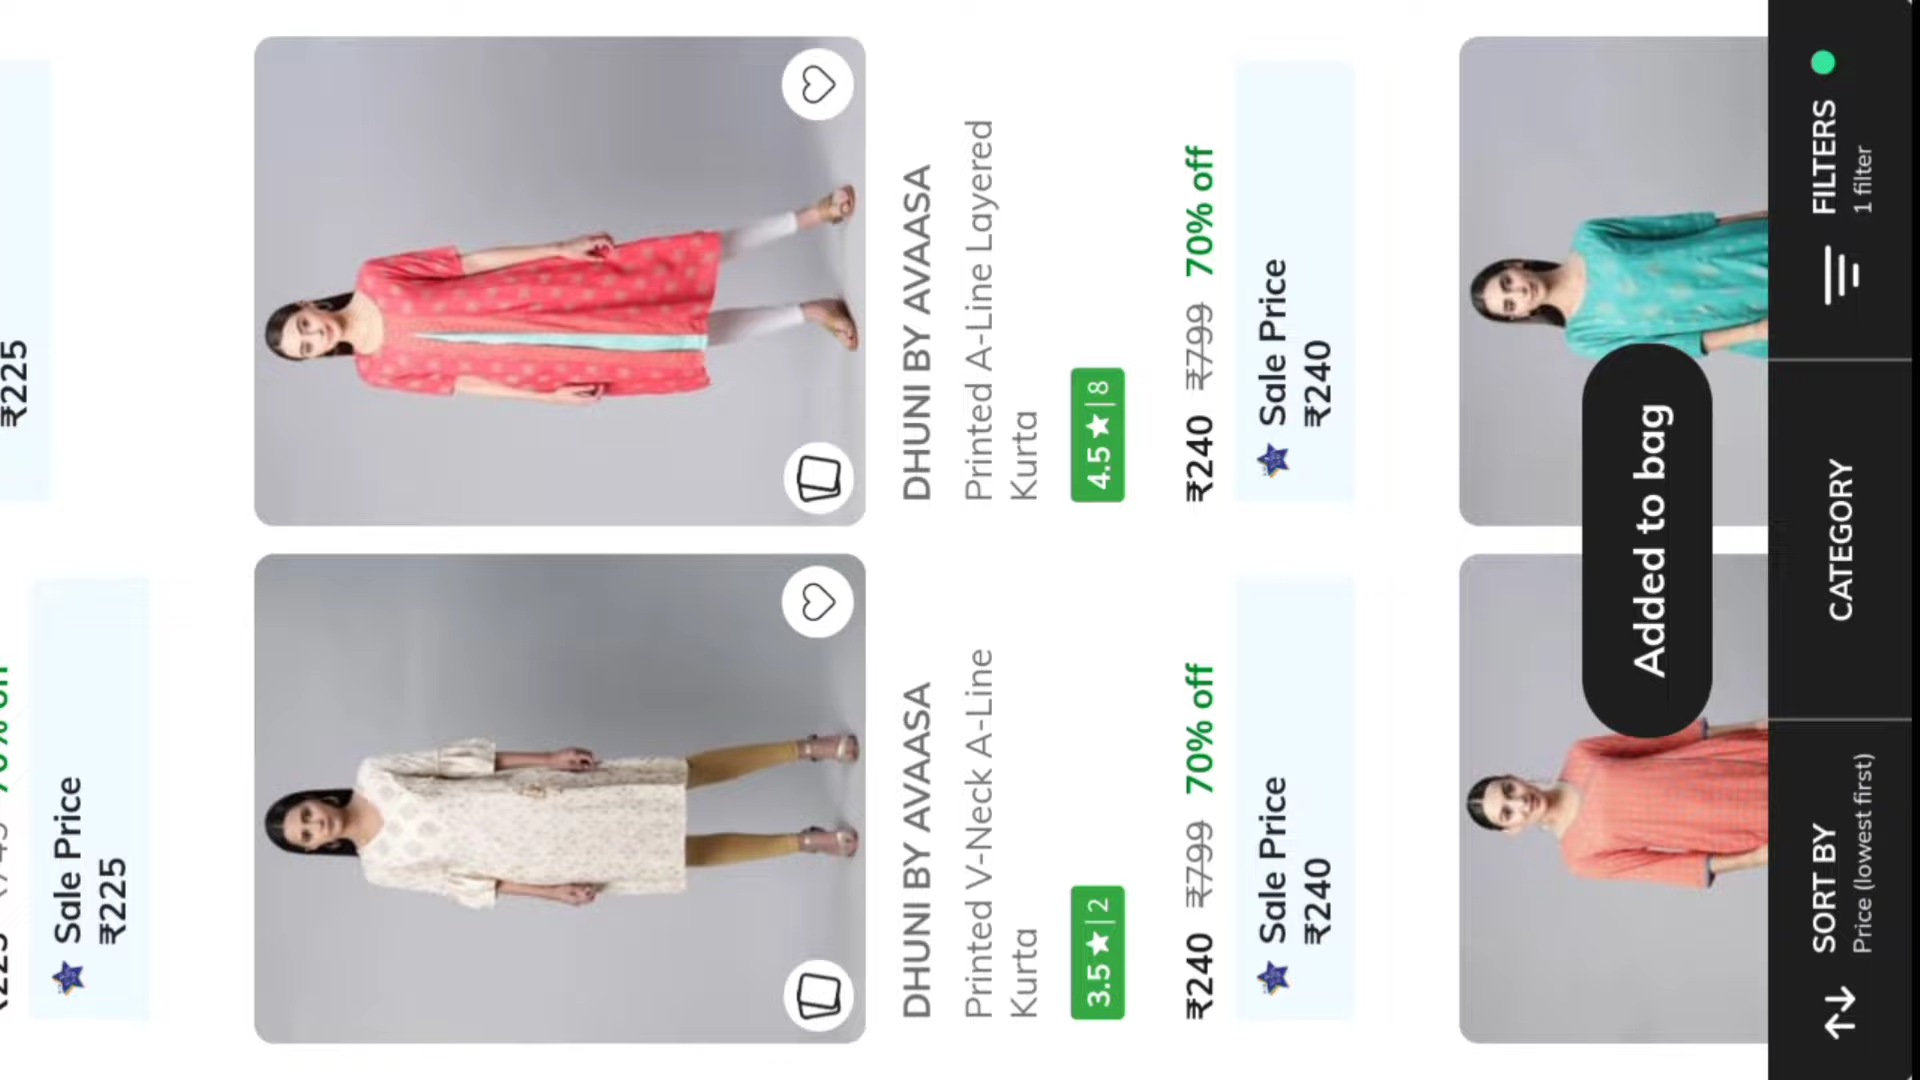 70% off
Sale Price
₹225
₹225
DHUNI BY AVAASA
Printed V-Neck A-Line
Kurta
3.5 ★ | 2
₹240 ₹799 70% off
Sale Price
₹240
DHUNI BY AVAASA
Printed A-Line Layered
Kurta
4.5 ★ | 8
₹240 ₹799 70% off
Sale Price
₹240
Added to bag
SORT BY
Price (lowest first)
CATEGORY
FILTERS
1 filter